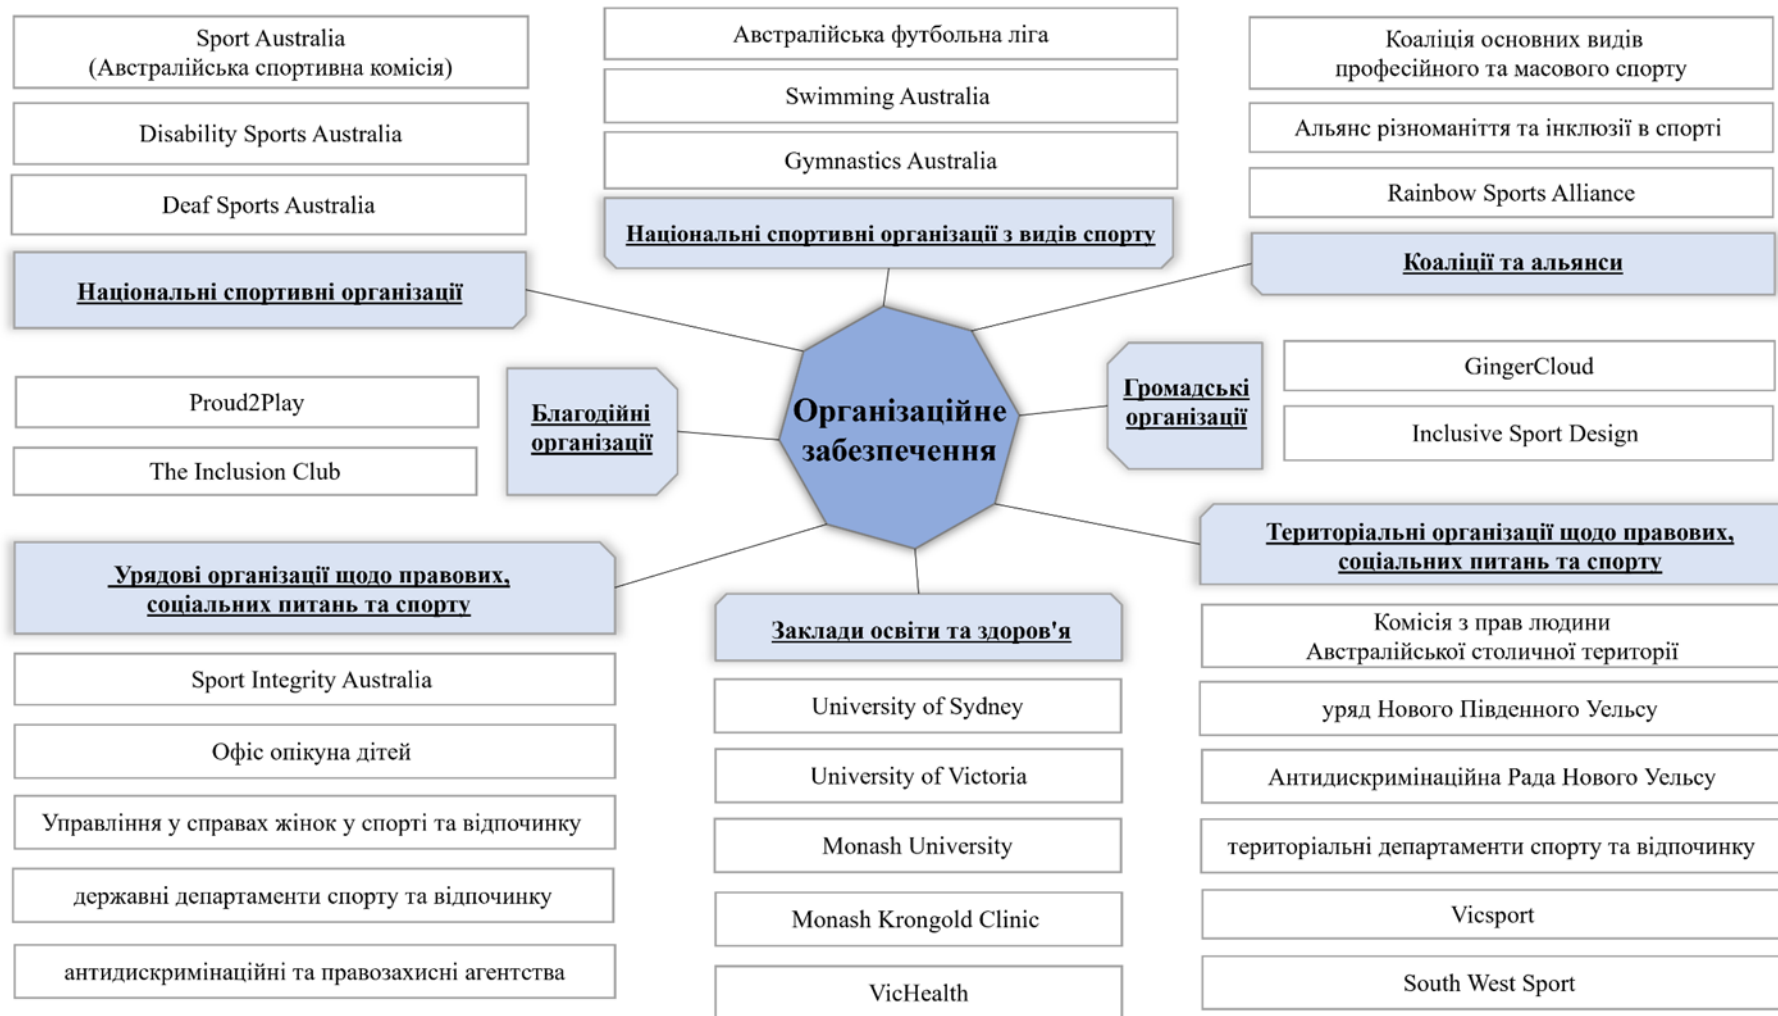 Sport Australia
(Австралійська спортивна комісія)
Disability Sports Australia
Deaf Sports Australia
Національні спортивні організації
Австралійська футбольна ліга
Swimming Australia
Gymnastics Australia
Національні спортивні організації з видів спорту
Коаліція основних видів
професійного та масового спорту
Альянс різноманіття та інклюзії в спорті
Rainbow Sports Alliance
Коаліції та альянси
Proud2Play
The Inclusion Club
Благодійні
організації
Організаційне
забезпечення
Громадські
організації
GingerCloud
Inclusive Sport Design
Урядові організації щодо правових,
соціальних питань та спорту
Sport Integrity Australia
Офіс опікуна дітей
Управління у справах жінок у спорті та відпочинку
державні департаменти спорту та відпочинку
антидискримінаційні та правозахисні агентства
Заклади освіти та здоров'я
University of Sydney
University of Victoria
Monash University
Monash Krongold Clinic
VicHealth
Територіальні організації щодо правових,
соціальних питань та спорту
Комісія з прав людини
Австралійської столичної території
уряд Нового Південного Уельсу
Антидискримінаційна Рада Нового Уельсу
територіальні департаменти спорту та відпочинку
Vicsport
South West Sport